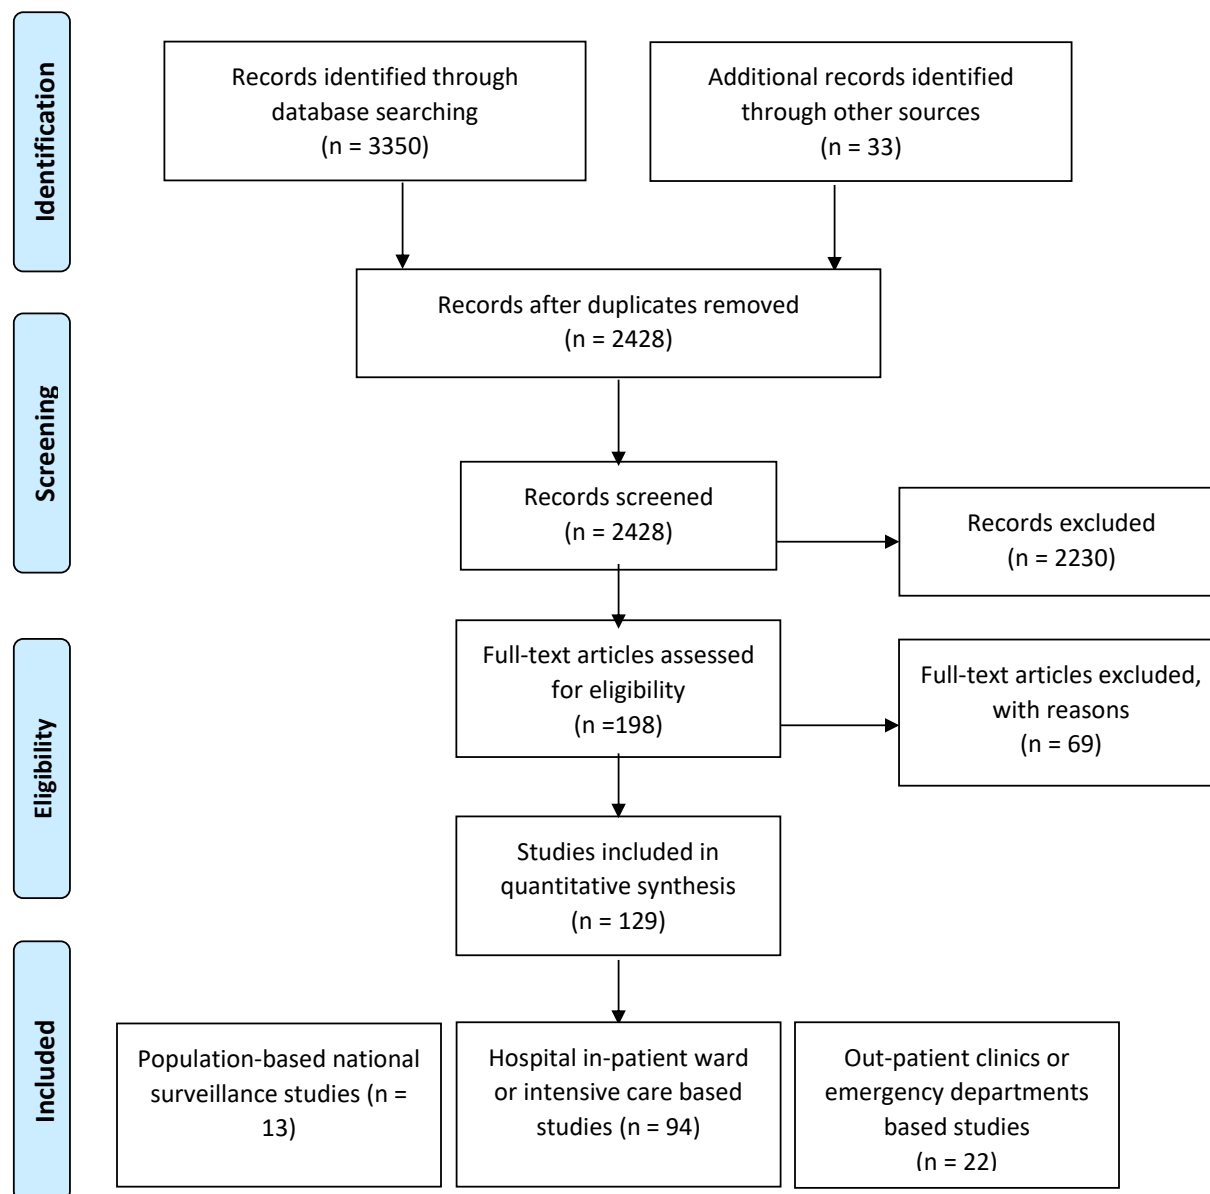 Identification
Records identified through
database searching
(n = 3350)
Additional records identified
through other sources
(n = 33)
Records after duplicates removed
(n = 2428)
Screening
Records screened
(n = 2428)
Records excluded
(n = 2230)
Eligibility
Full-text articles assessed
for eligibility
(n =198)
Full-text articles excluded,
with reasons
(n = 69)
Studies included in
quantitative synthesis
(n = 129)
Included
Population-based national
surveillance studies (n =
13)
Hospital in-patient ward
or intensive care based
studies (n = 94)
Out-patient clinics or
emergency departments
based studies
(n = 22)